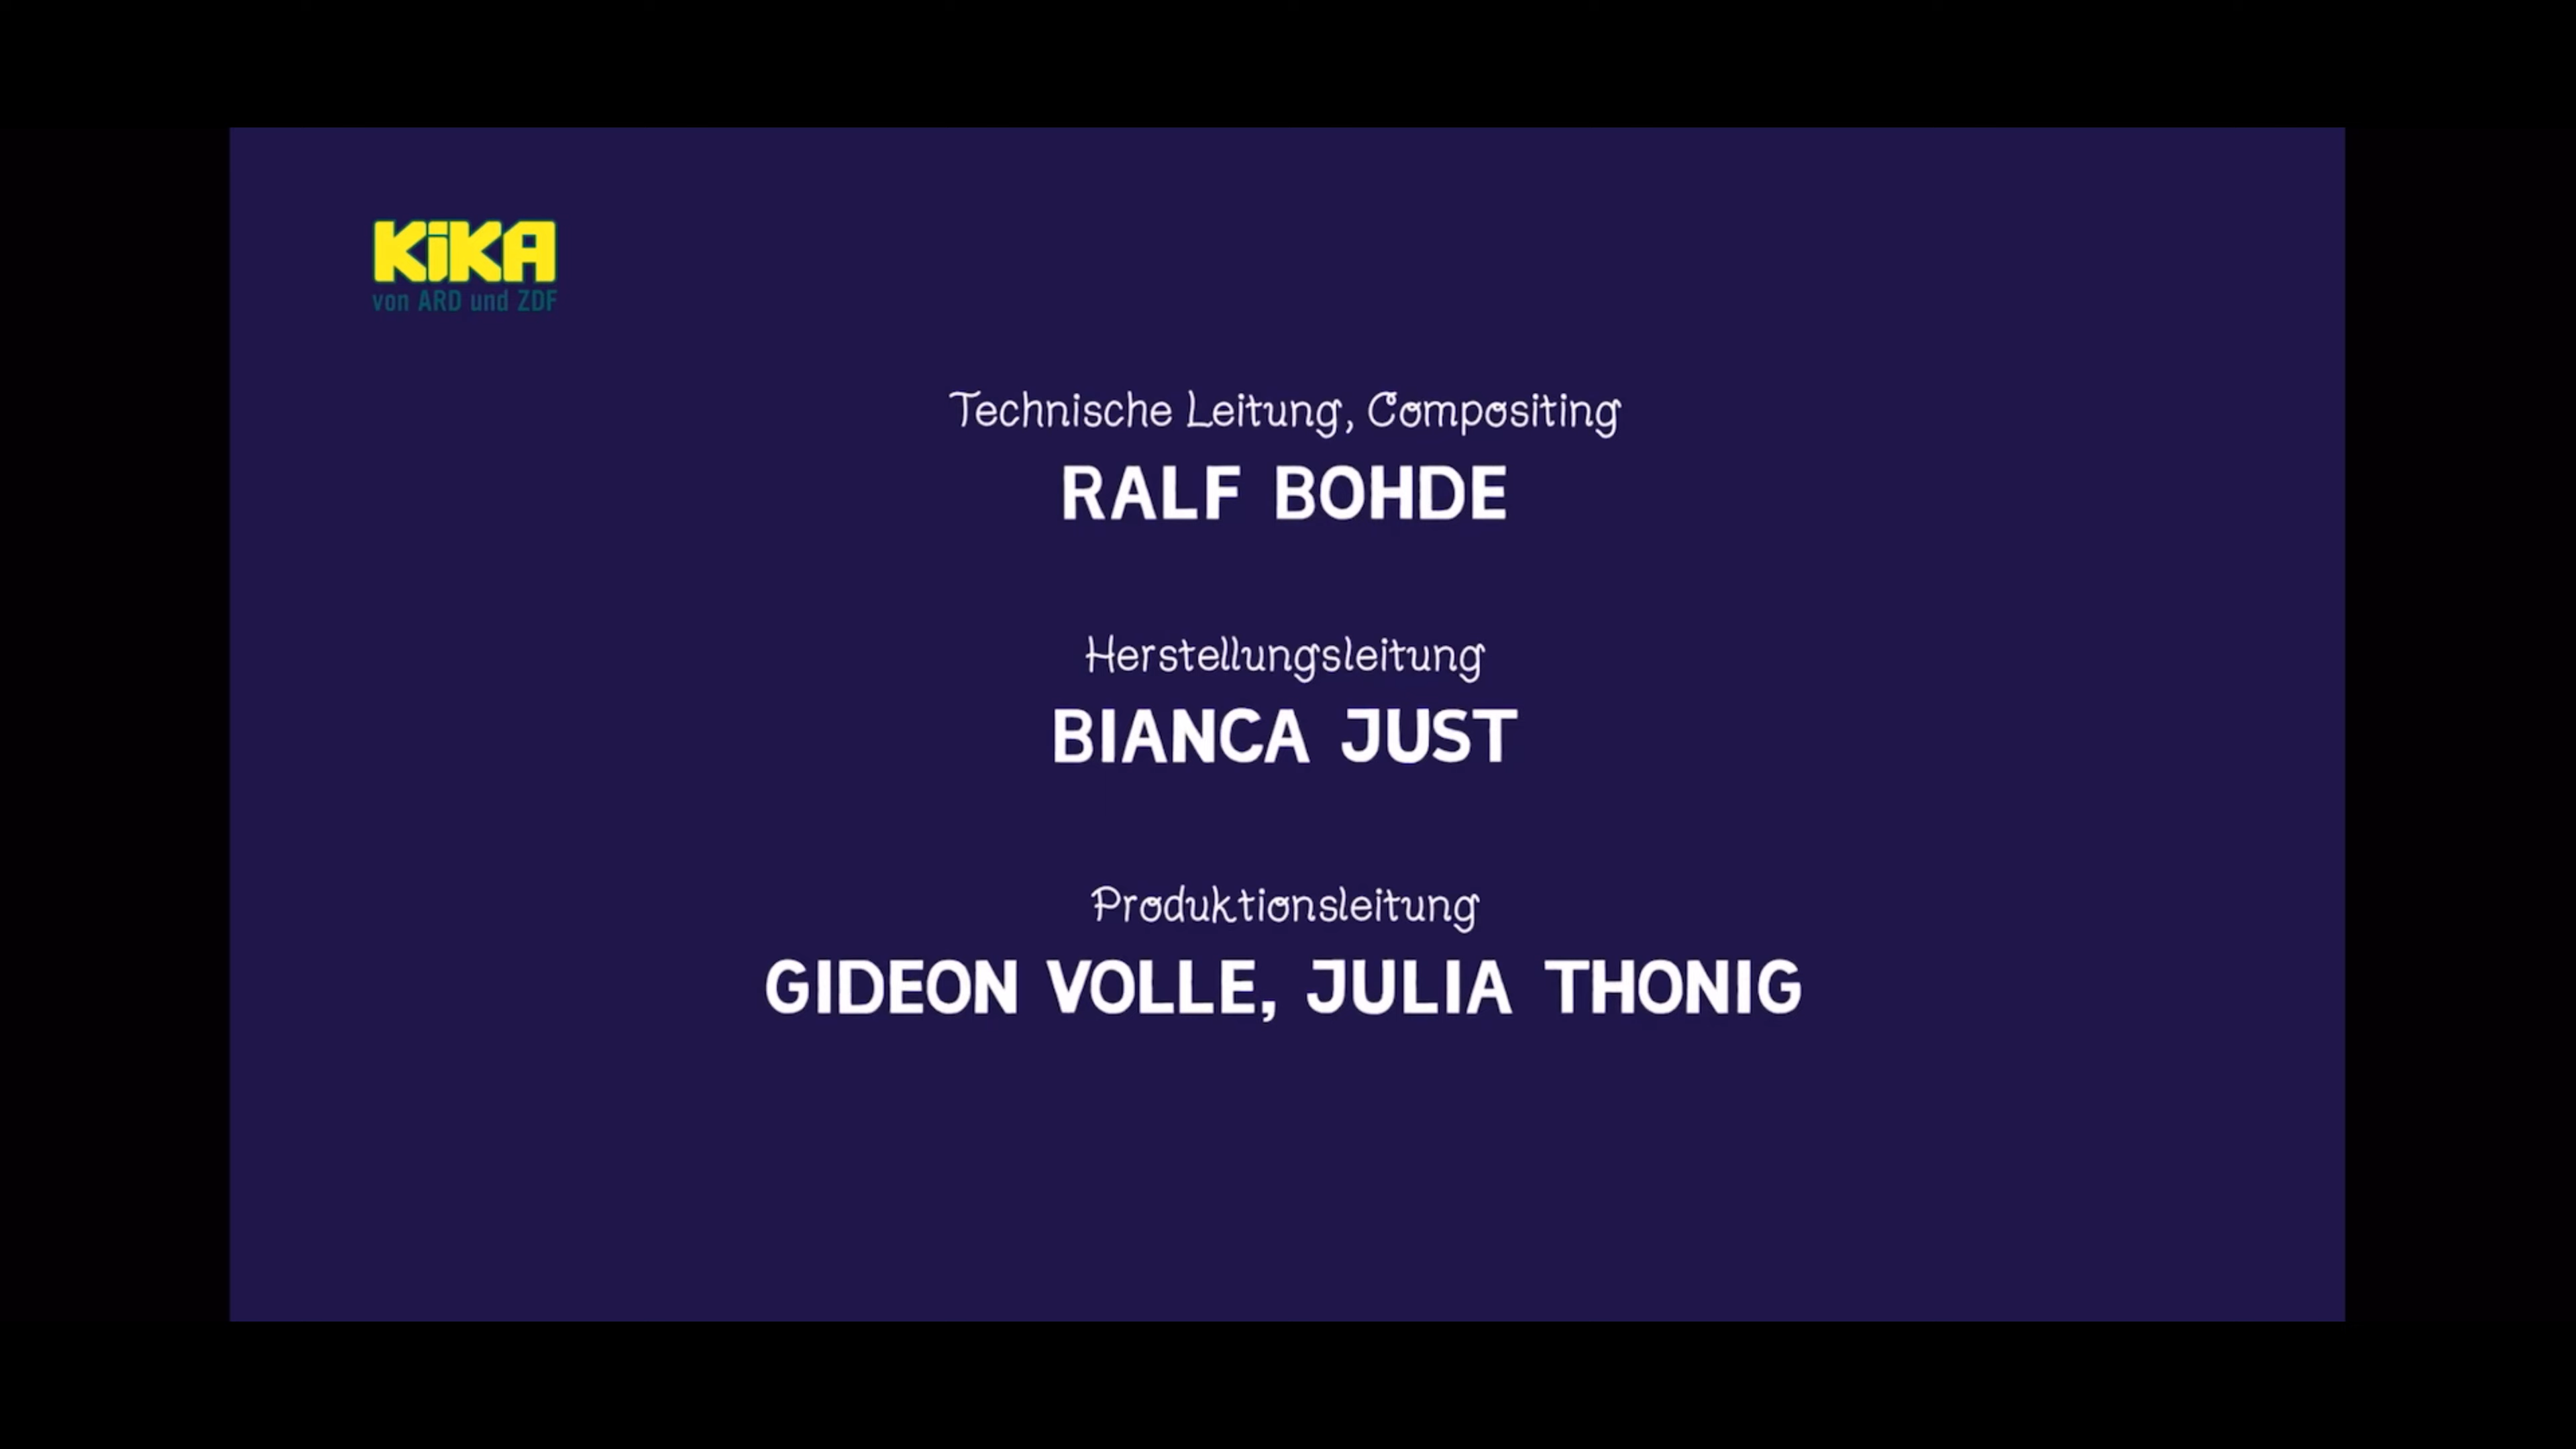 KiKA
von ARD und ZDF
Technische Leitung, Compositing
RALF BOHDE
Herstellungsleitung
BIANCA JUST
Produktionsleitung
GIDEON VOLLE, JULIA THONIG